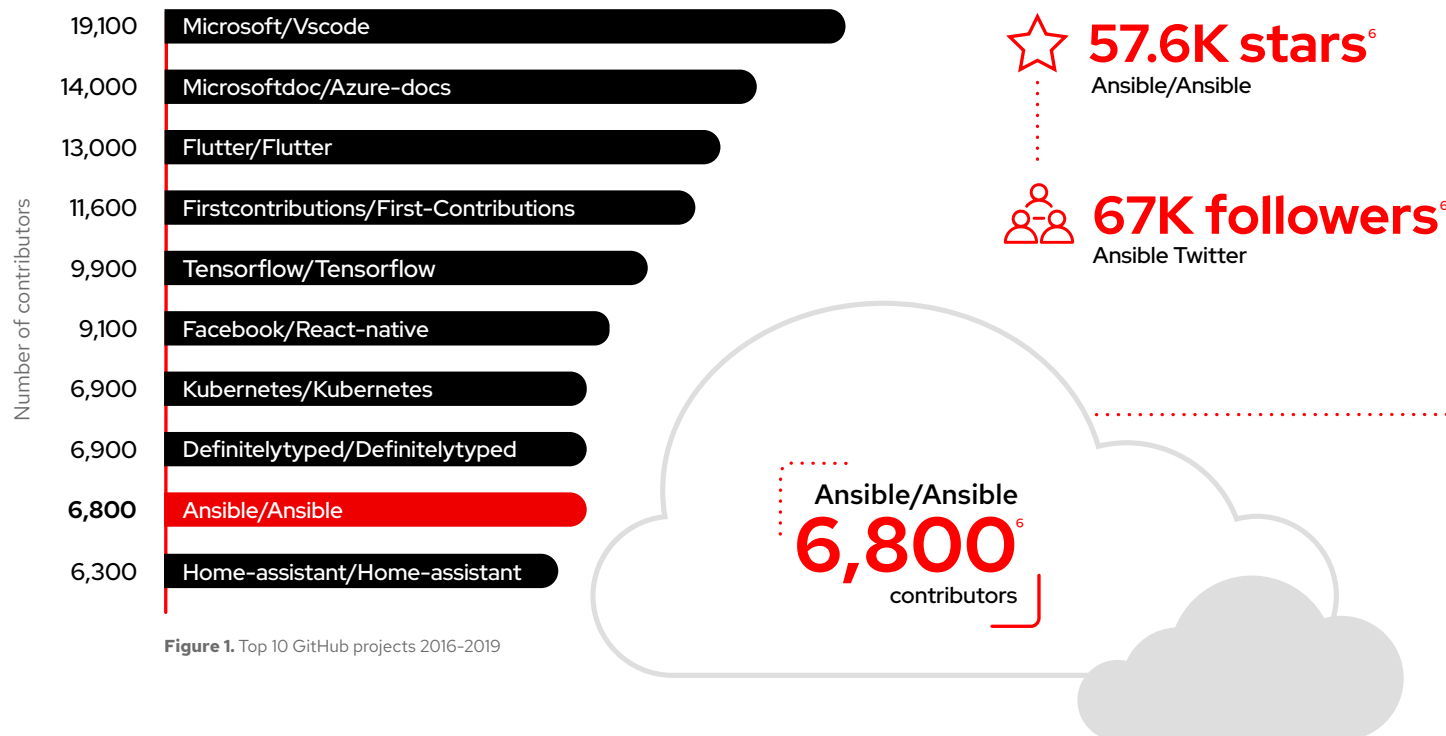 Number of contributors
19,100 Microsoft/Vscode
14,000 Microsoftdoc/Azure-docs
13,000 Flutter/Flutter
11,600 Firstcontributions/First-Contributions
9,900 Tensorflow/Tensorflow
9,100 Facebook/React-native
6,900 Kubernetes/Kubernetes
6,900 Definitelytyped/Definitelytyped
6,800 Ansible/Ansible
6,300 Home-assistant/Home-assistant
Figure 1. Top 10 GitHub projects 2016-2019
57.6K stars⁶
Ansible/Ansible
67K followers⁶
Ansible Twitter
Ansible/Ansible
6,800⁶
contributors